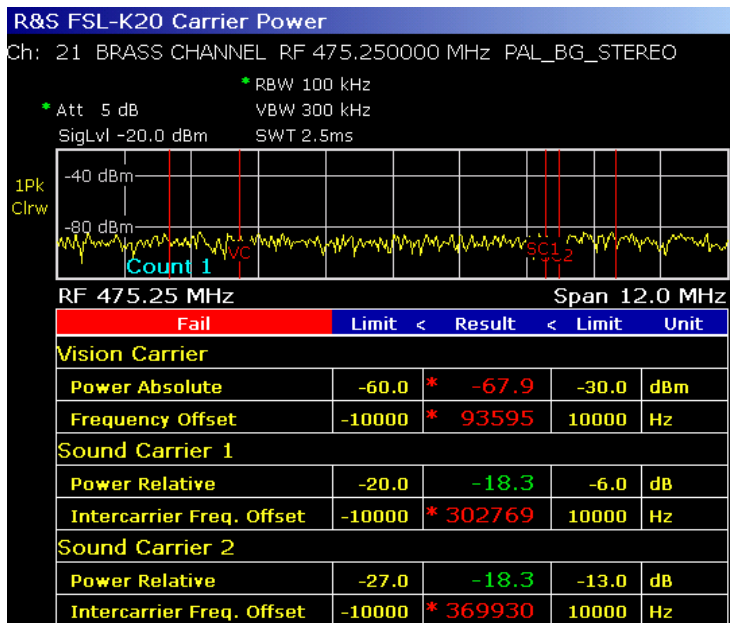 R&S FSL-K20 Carrier Power
Ch: 21 BRASS CHANNEL RF 475.250000 MHz PAL_BG_STEREO
* RBW 100 kHz
* Att 5 dB VBW 300 kHz
SigLvl -20.0 dBm SWT 2.5ms
-40 dBm
1Pk
Clrw
-80 dBm
VC SC1 2
Count 1
RF 475.25 MHz Span 12.0 MHz
Fail Limit < Result < Limit Unit
Vision Carrier
Power Absolute -60.0 * -67.9 -30.0 dBm
Frequency Offset -10000 * 93595 10000 Hz
Sound Carrier 1
Power Relative -20.0 -18.3 -6.0 dB
Intercarrier Freq. Offset -10000 * 302769 10000 Hz
Sound Carrier 2
Power Relative -27.0 -18.3 -13.0 dB
Intercarrier Freq. Offset -10000 * 369930 10000 Hz